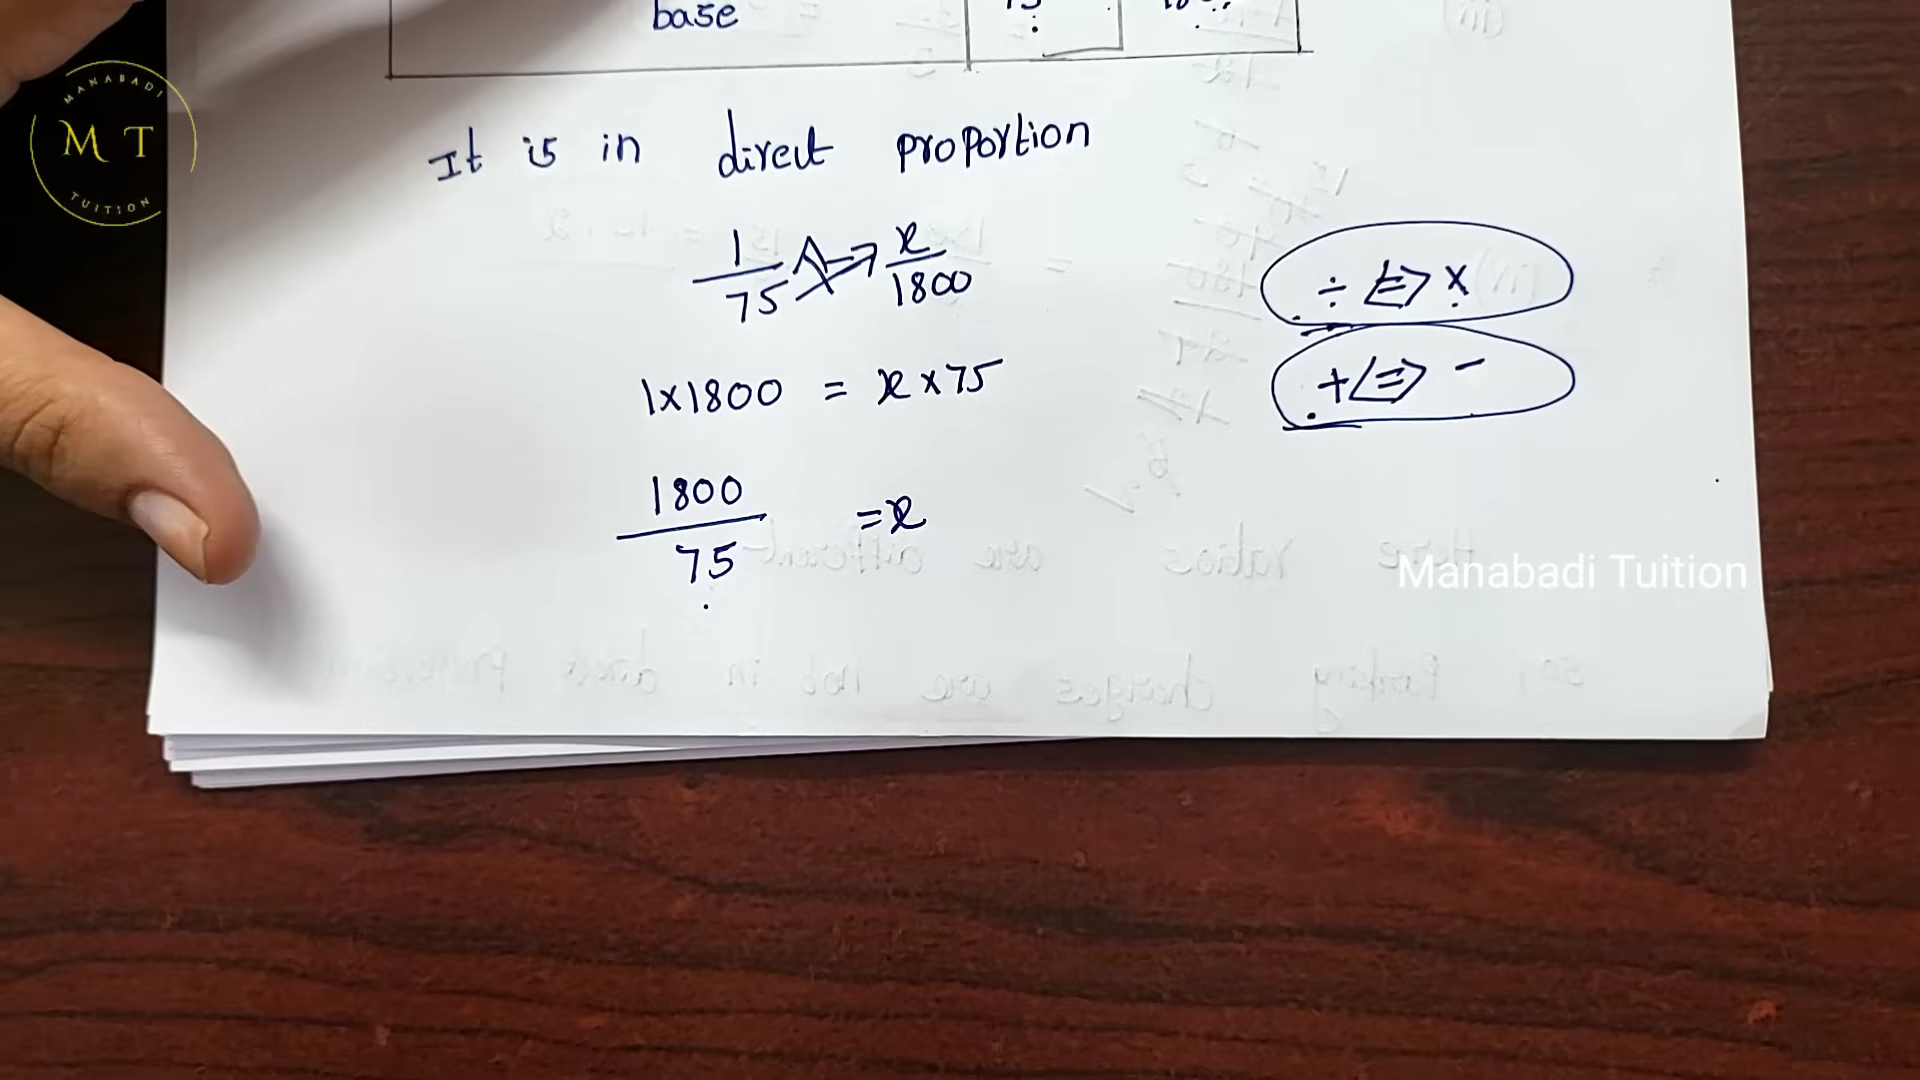 base
MANABADI
M T
TUITION
It is in direct proportion
1/75 x/1800
÷ <=> ×
1×1800 = x×75
+ <=> -
1800/75 = x
Manabadi Tuition